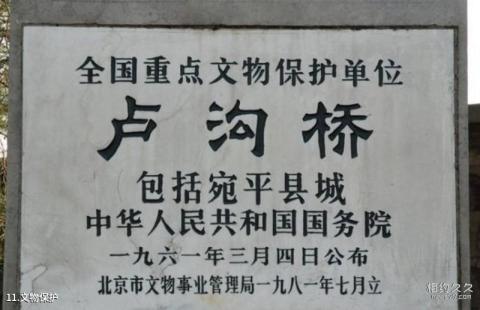 全国重点文物保护单位
卢沟桥
包括宛平县城
中华人民共和国国务院
一九六一年三月四日公布
北京市文物事业管理局一九八一年七月立
11.文物保护
相约久久